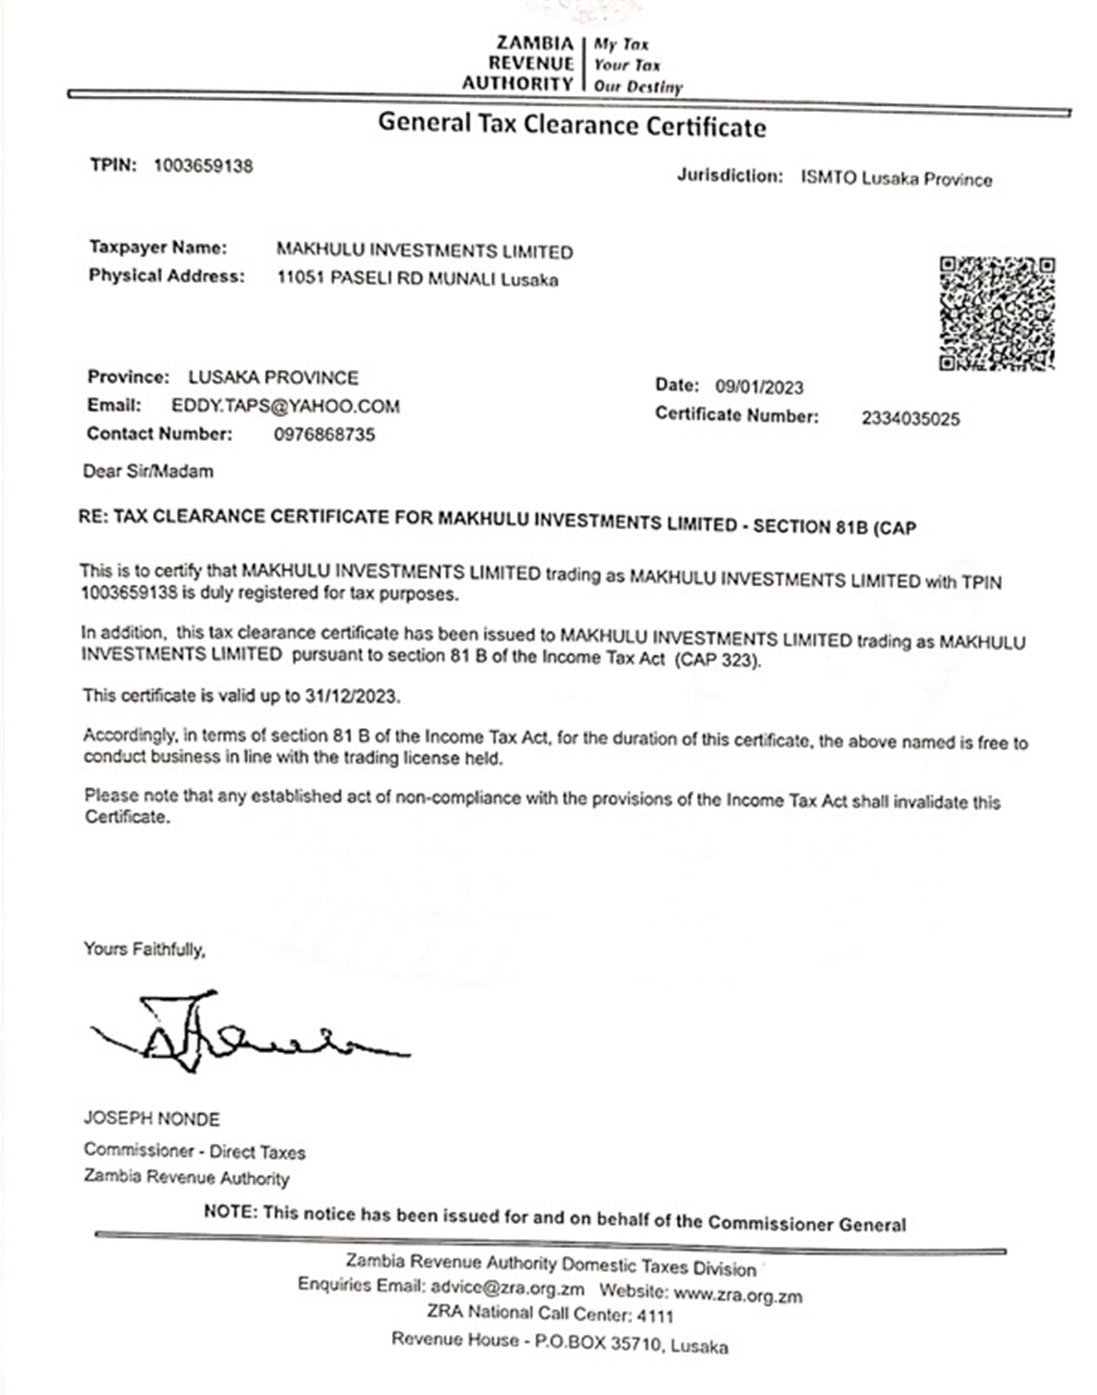 ZAMBIA
REVENUE
AUTHORITY
My Tax
Your Tax
Our Destiny
General Tax Clearance Certificate
TPIN: 1003659138
Jurisdiction: ISMTO Lusaka Province
Taxpayer Name: MAKHULU INVESTMENTS LIMITED
Physical Address: 11051 PASELI RD MUNALI Lusaka
Province: LUSAKA PROVINCE
Email: EDDY.TAPS@YAHOO.COM
Contact Number: 0976868735
Date: 09/01/2023
Certificate Number: 2334035025
Dear Sir/Madam
RE: TAX CLEARANCE CERTIFICATE FOR MAKHULU INVESTMENTS LIMITED - SECTION 81B (CAP
This is to certify that MAKHULU INVESTMENTS LIMITED trading as MAKHULU INVESTMENTS LIMITED with TPIN
1003659138 is duly registered for tax purposes.
In addition, this tax clearance certificate has been issued to MAKHULU INVESTMENTS LIMITED trading as MAKHULU
INVESTMENTS LIMITED pursuant to section 81 B of the Income Tax Act (CAP 323).
This certificate is valid up to 31/12/2023.
Accordingly, in terms of section 81 B of the Income Tax Act, for the duration of this certificate, the above named is free to
conduct business in line with the trading license held.
Please note that any established act of non-compliance with the provisions of the Income Tax Act shall invalidate this
Certificate.
Yours Faithfully,
JOSEPH NONDE
Commissioner - Direct Taxes
Zambia Revenue Authority
NOTE: This notice has been issued for and on behalf of the Commissioner General
Zambia Revenue Authority Domestic Taxes Division
Enquiries Email: advice@zra.org.zm Website: www.zra.org.zm
ZRA National Call Center: 4111
Revenue House - P.O.BOX 35710, Lusaka